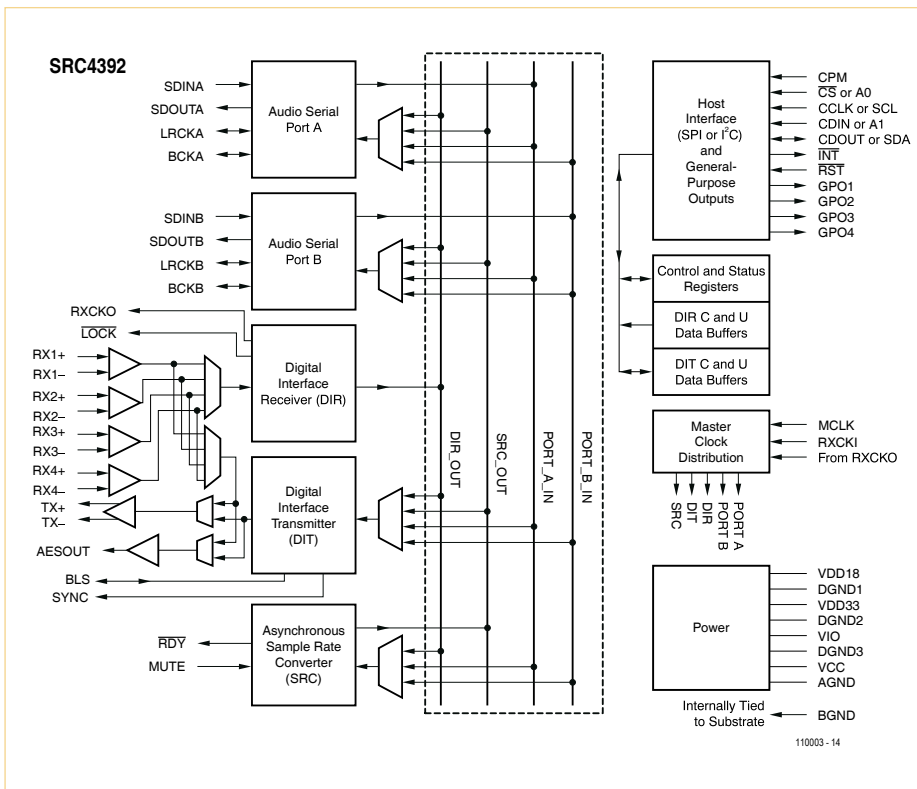 SRC4392
SDINA
SDOUTA
LRCKA
BCKA
Audio Serial
Port A
SDINB
SDOUTB
LRCKB
BCKB
Audio Serial
Port B
RXCKO
LOCK
RX1+
RX1–
RX2+
RX2–
RX3+
RX3–
RX4+
RX4–
TX+
TX–
AESOUT
BLS
SYNC
Digital
Interface
Receiver (DIR)
Digital
Interface
Transmitter
(DIT)
RDY
MUTE
Asynchronous
Sample Rate
Converter
(SRC)
DIR_OUT
SRC_OUT
PORT_A_IN
PORT_B_IN
Host
Interface
(SPI or I²C)
and
General-
Purpose
Outputs
CPM
CS or A0
CCLK or SCL
CDIN or A1
CDOUT or SDA
INT
RST
GPO1
GPO2
GPO3
GPO4
Control and Status
Registers
DIR C and U
Data Buffers
DIT C and U
Data Buffers
Master
Clock
Distribution
MCLK
RXCKI
From RXCKO
SRC
DIT
DIR
PORT B
PORT A
Power
VDD18
DGND1
VDD33
DGND2
VIO
DGND3
VCC
AGND
Internally Tied
to Substrate
BGND
110003 - 14